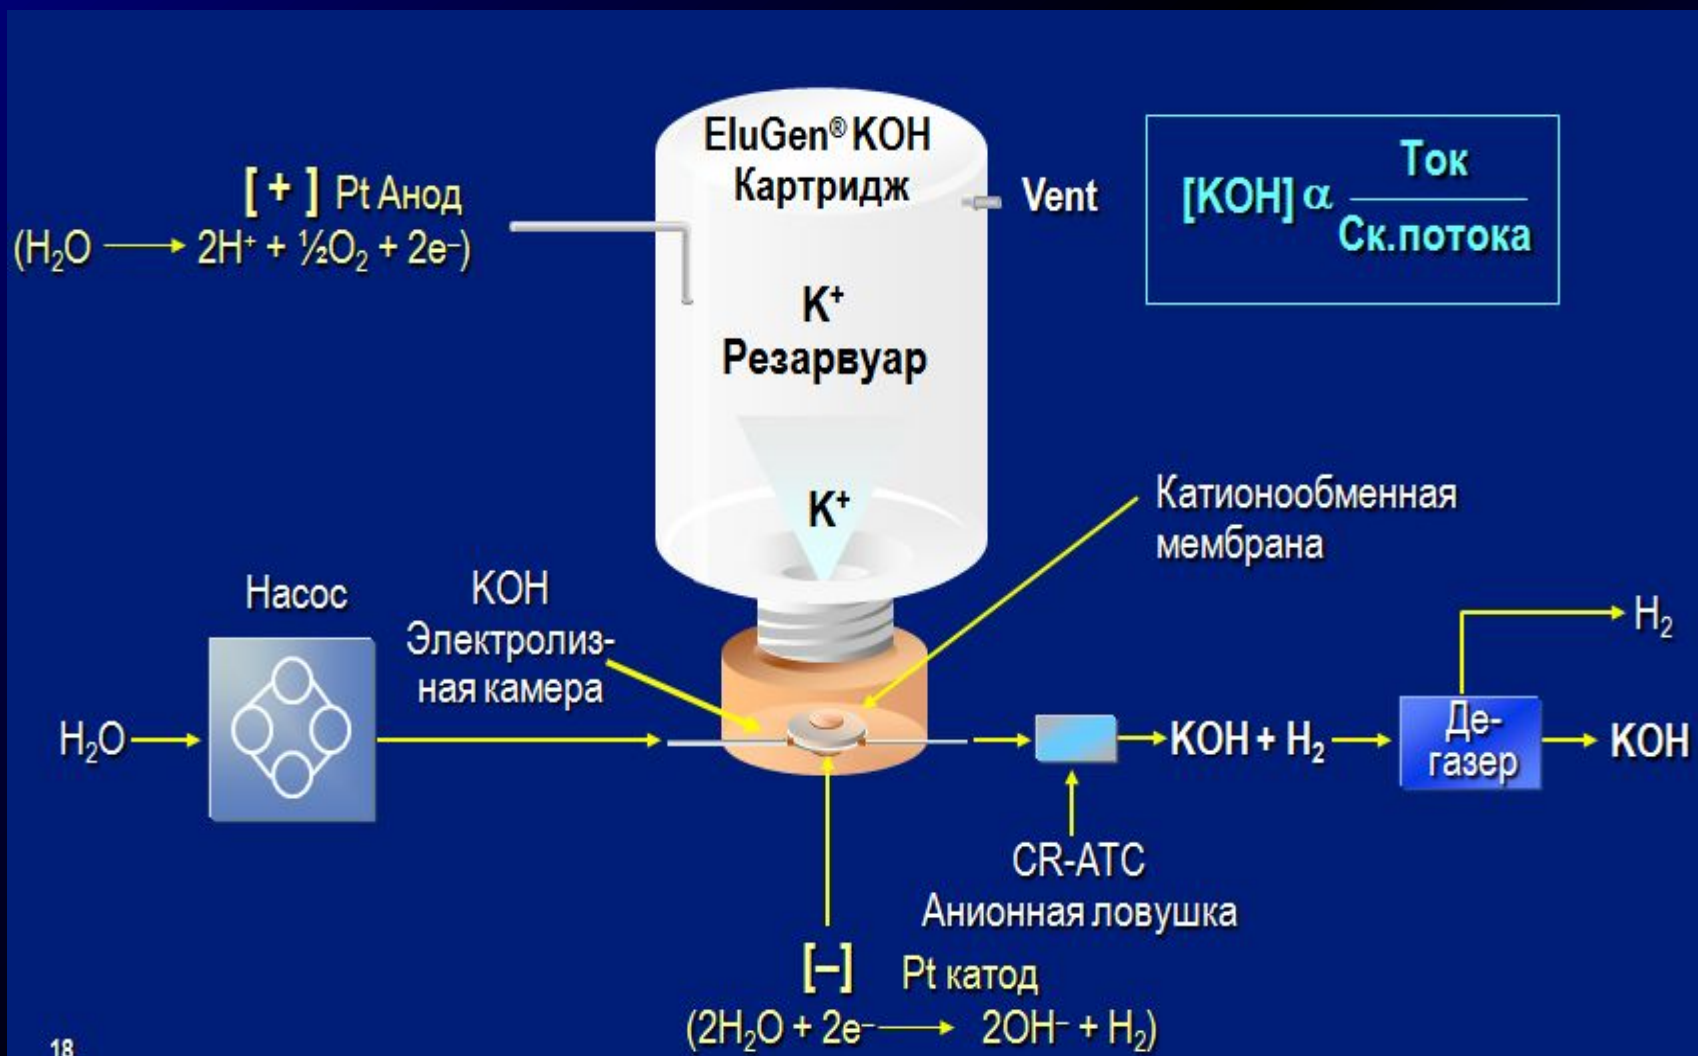 EluGen® KOH
Картридж
[ + ] Pt Анод
(H₂O → 2H⁺ + ½O₂ + 2e⁻)
Vent
[KOH] α Ток
Ск.потока
K⁺
Резарвуар
K⁺
Катионообменная
мембрана
Насос
KOH
Электролиз-
ная камера
H₂O
KOH + H₂
Де-
газер
H₂
KOH
CR-ATC
Анионная ловушка
[–] Pt катод
(2H₂O + 2e⁻ → 2OH⁻ + H₂)
18